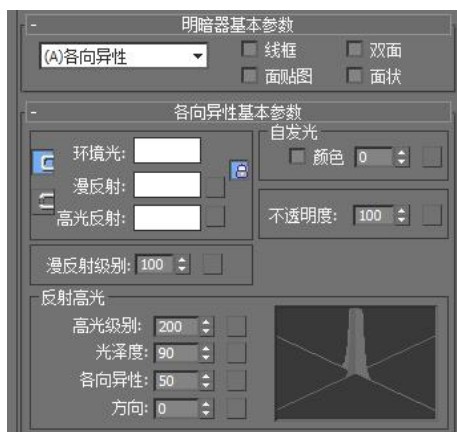 - 明暗器基本参数
(A)各向异性
线框 双面
面贴图 面状
- 各向异性基本参数
环境光:
漫反射:
高光反射:
自发光
颜色 0
不透明度: 100
漫反射级别: 100
反射高光
高光级别: 200
光泽度: 90
各向异性: 50
方向: 0